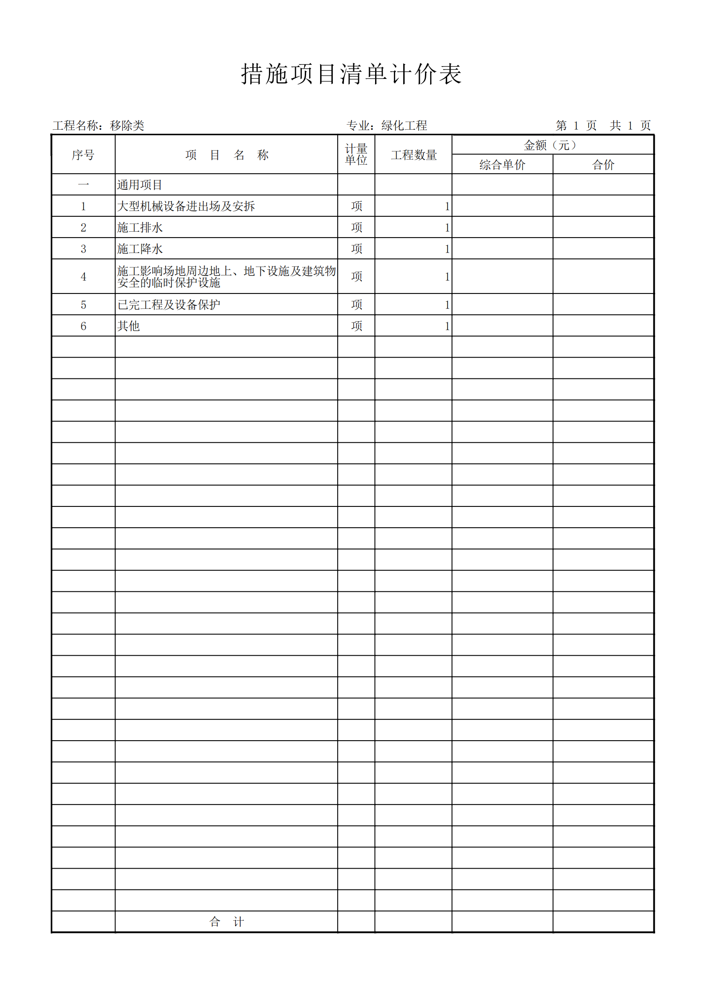 措施项目清单计价表
工程名称：移除类 专业：绿化工程 第 1 页 共 1 页
序号 项 目 名 称 计量单位 工程数量 金额（元）
综合单价 合价
一 通用项目
1 大型机械设备进出场及安拆 项 1
2 施工排水 项 1
3 施工降水 项 1
4 施工影响场地周边地上、地下设施及建筑物
安全的临时保护设施 项 1
5 已完工程及设备保护 项 1
6 其他 项 1
合 计